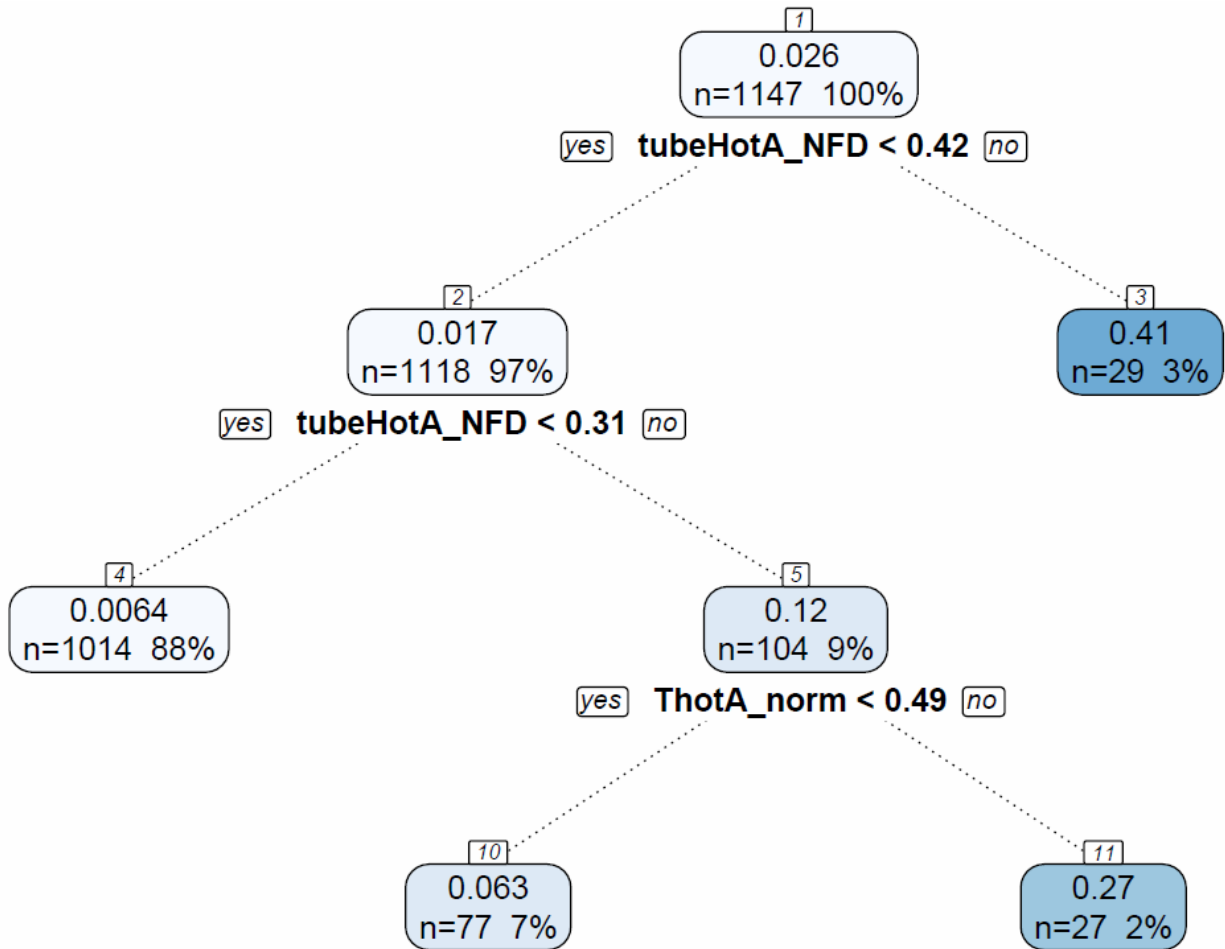 1
0.026
n=1147 100%
yes tubeHotA_NFD < 0.42 no
2
0.017
n=1118 97%
yes tubeHotA_NFD < 0.31 no
3
0.41
n=29 3%
4
0.0064
n=1014 88%
5
0.12
n=104 9%
yes ThotA_norm < 0.49 no
10
0.063
n=77 7%
11
0.27
n=27 2%